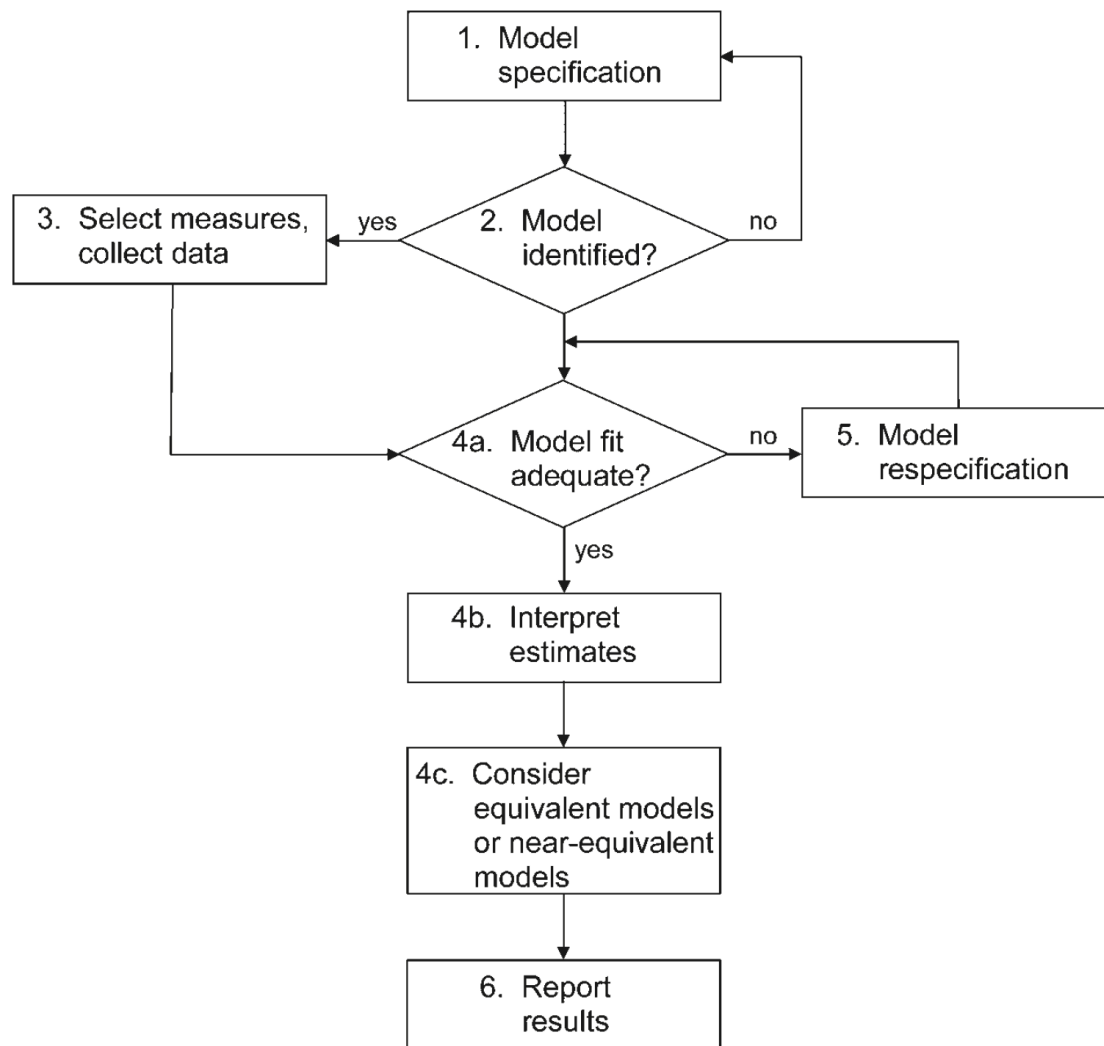 1. Model
specification
3. Select measures,
collect data
yes
2. Model
identified?
no
4a. Model fit
adequate?
no
5. Model
respecification
yes
4b. Interpret
estimates
4c. Consider
equivalent models
or near-equivalent
models
6. Report
results